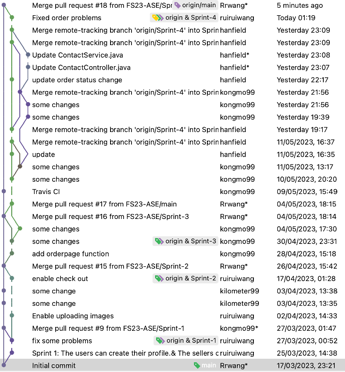 Merge pull request #18 from FS23-ASE/Sp origin/main Rrwang* 5 minutes ago
Fixed order problems origin & Sprint-4 ruiruiwang Today 01:19
Merge remote-tracking branch 'origin/Sprint-4' into Sprin hanfield Yesterday 23:09
Merge remote-tracking branch 'origin/Sprint-4' into Sprin hanfield Yesterday 23:09
Update ContactService.java hanfield* Yesterday 23:08
Update ContactController.java hanfield* Yesterday 23:07
update order status change hanfield Yesterday 22:17
Merge remote-tracking branch 'origin/Sprint-4' into Sprin kongmo99 Yesterday 21:56
some changes kongmo99 Yesterday 21:56
some changes kongmo99 Yesterday 19:39
Merge remote-tracking branch 'origin/Sprint-4' into Sprin hanfield Yesterday 19:17
Merge remote-tracking branch 'origin/Sprint-4' into Sprin hanfield 11/05/2023, 16:37
update hanfield 11/05/2023, 16:35
some changes kongmo99 11/05/2023, 13:17
some changes kongmo99 10/05/2023, 20:20
Travis CI kongmo99 09/05/2023, 15:49
Merge pull request #17 from FS23-ASE/main Rrwang* 04/05/2023, 18:15
Merge pull request #16 from FS23-ASE/Sprint-3 Rrwang* 04/05/2023, 18:14
some changes kongmo99 04/05/2023, 17:30
some changes origin & Sprint-3 kongmo99 30/04/2023, 23:31
add orderpage function kongmo99 28/04/2023, 15:18
Merge pull request #15 from FS23-ASE/Sprint-2 Rrwang* 26/04/2023, 15:42
enable check out origin & Sprint-2 ruiruiwang 17/04/2023, 01:28
some change kilometer99 03/04/2023, 13:38
some change kilometer99 03/04/2023, 13:35
Enable uploading images ruiruiwang 02/04/2023, 14:33
Merge pull request #9 from FS23-ASE/Sprint-1 kongmo99* 27/03/2023, 01:47
fix some problems origin & Sprint-1 ruiruiwang 27/03/2023, 00:52
Sprint 1: The users can create their profile.& The sellers c ruiruiwang 25/03/2023, 14:38
Initial commit main Rrwang* 17/03/2023, 23:21